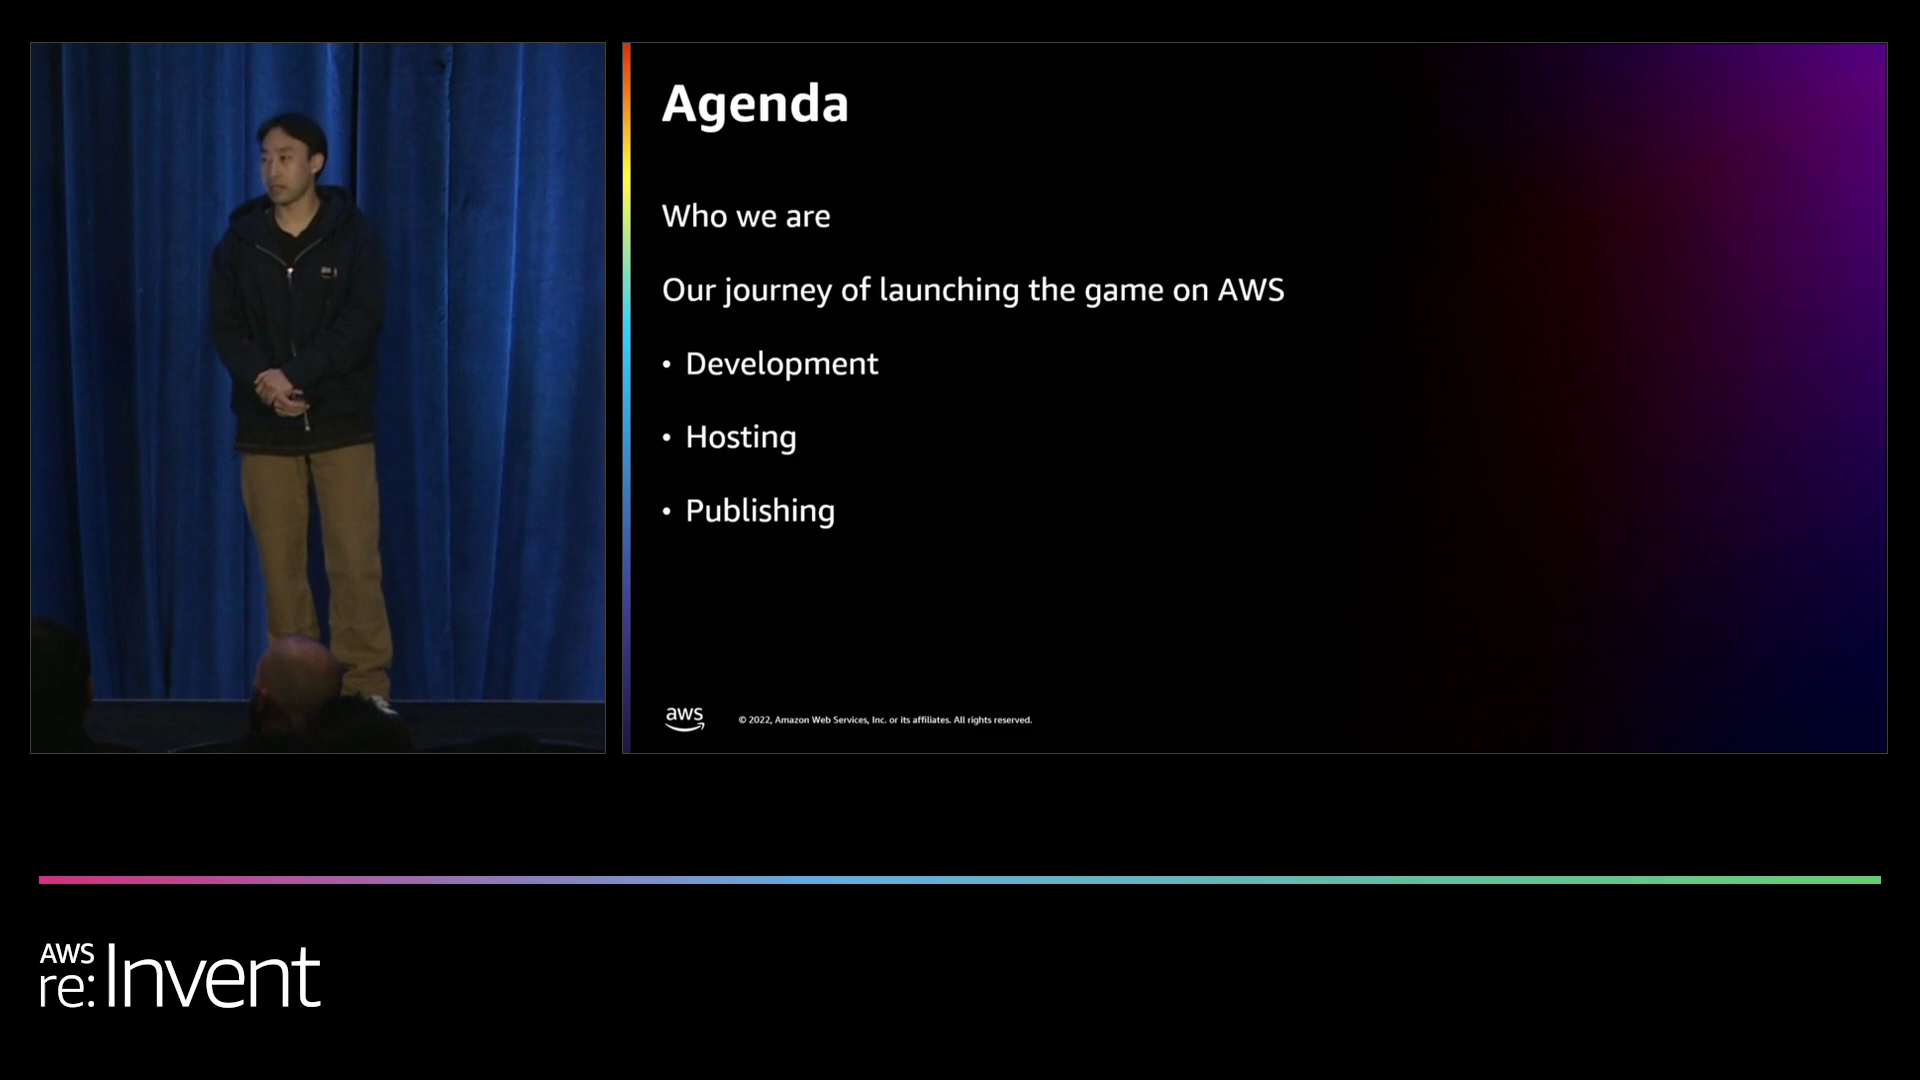 Agenda
Who we are
Our journey of launching the game on AWS
• Development
• Hosting
• Publishing
aws
© 2022, Amazon Web Services, Inc. or its affiliates. All rights reserved.
AWS
re:Invent